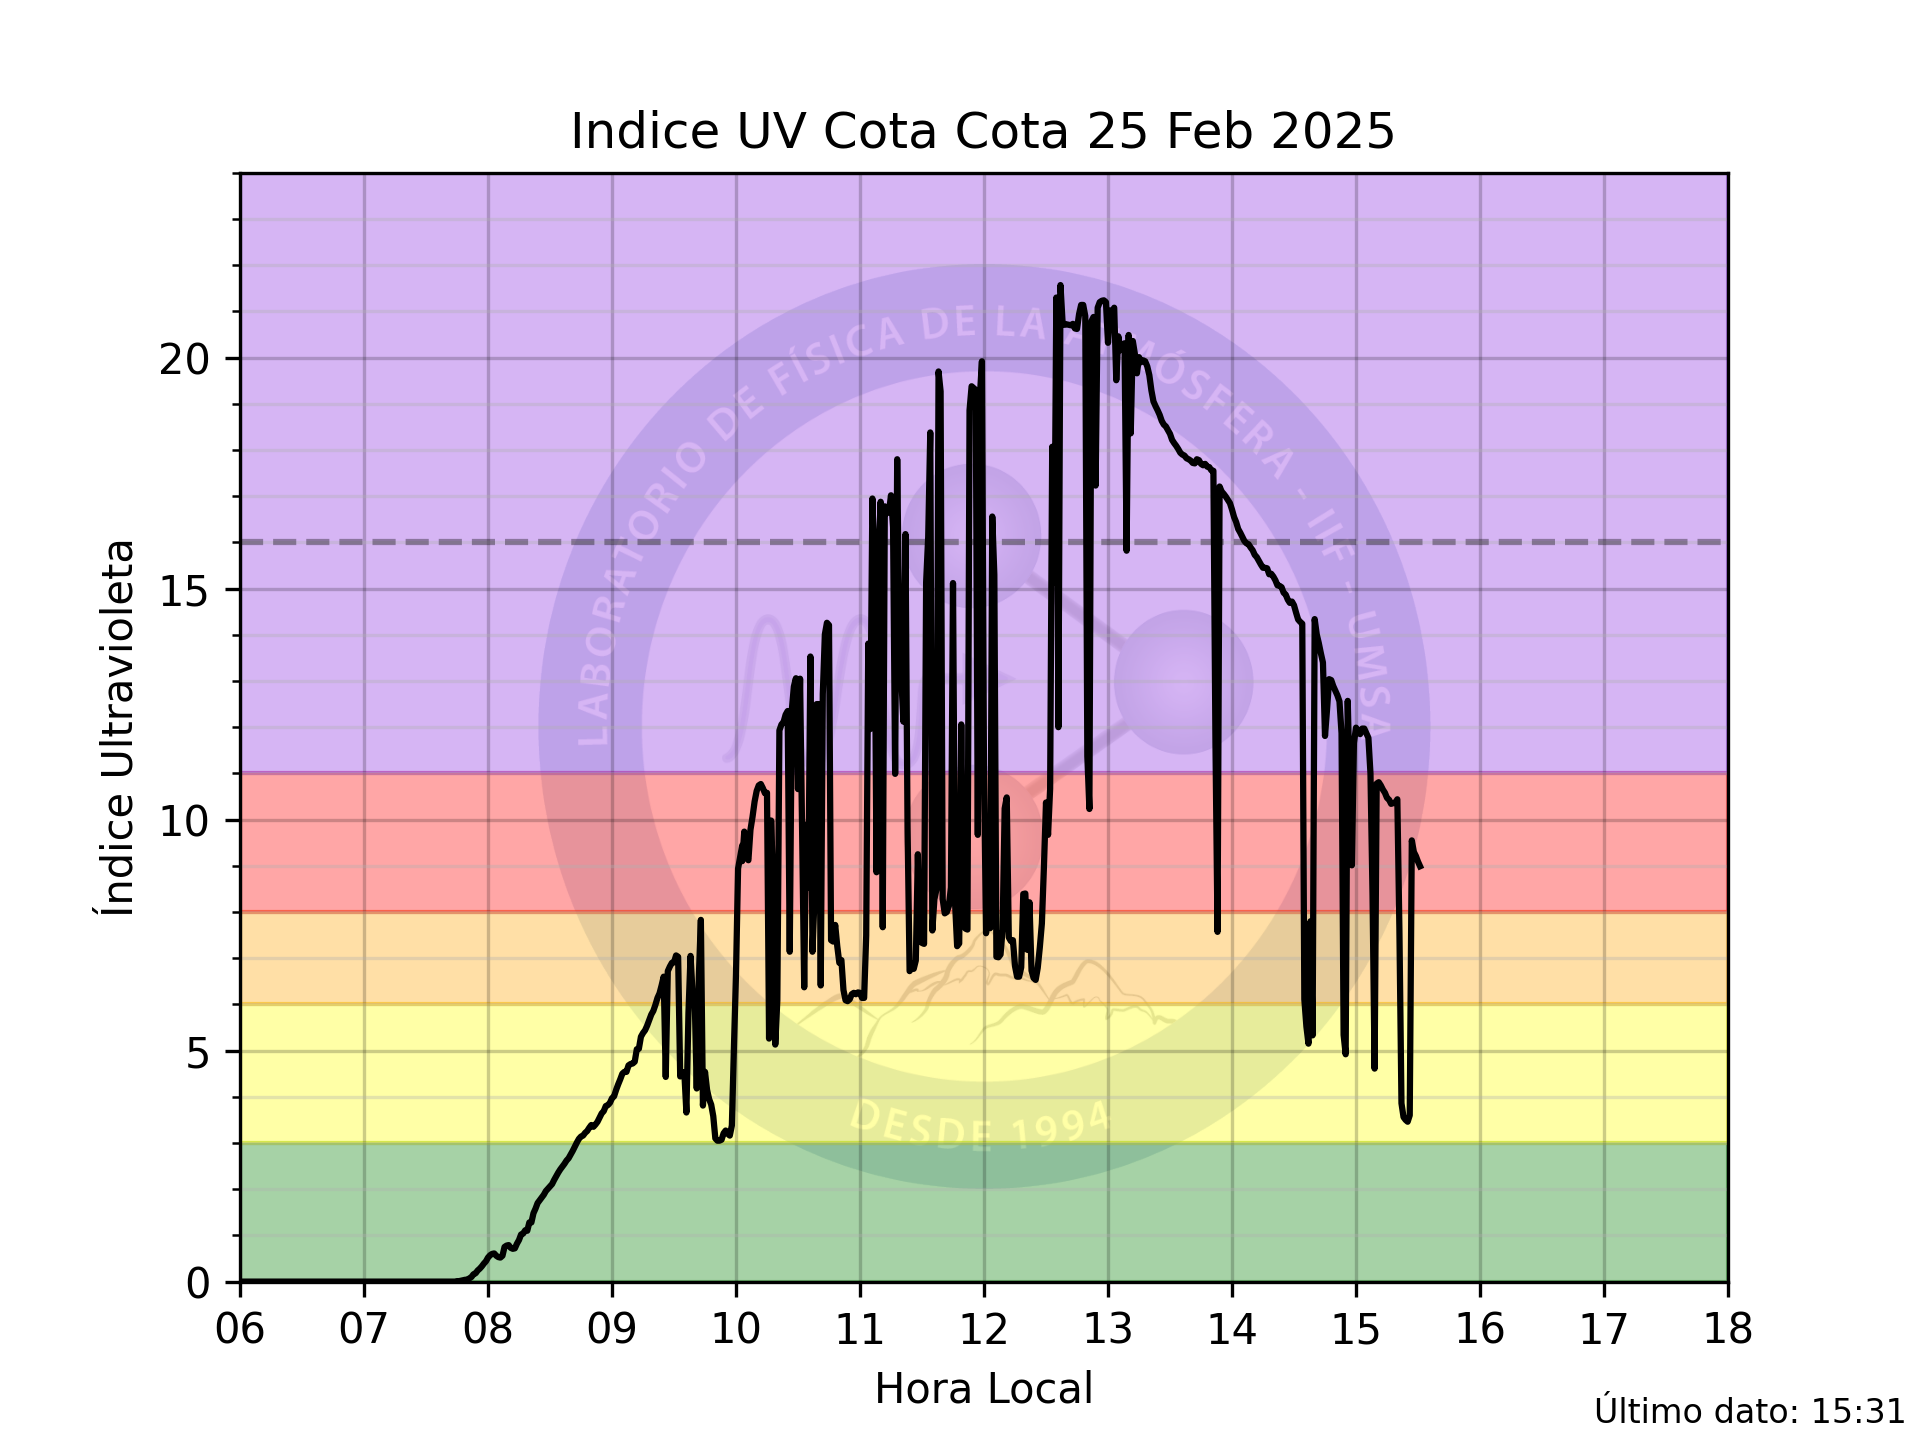 Indice UV Cota Cota 25 Feb 2025
Índice Ultravioleta
20
15
10
5
0
06 07 08 09 10 11 12 13 14 15 16 17 18
Hora Local
Último dato: 15:31
LABORATORIO DE FÍSICA DE LA ATMÓSFERA - IIF - UMSA
DESDE 1994